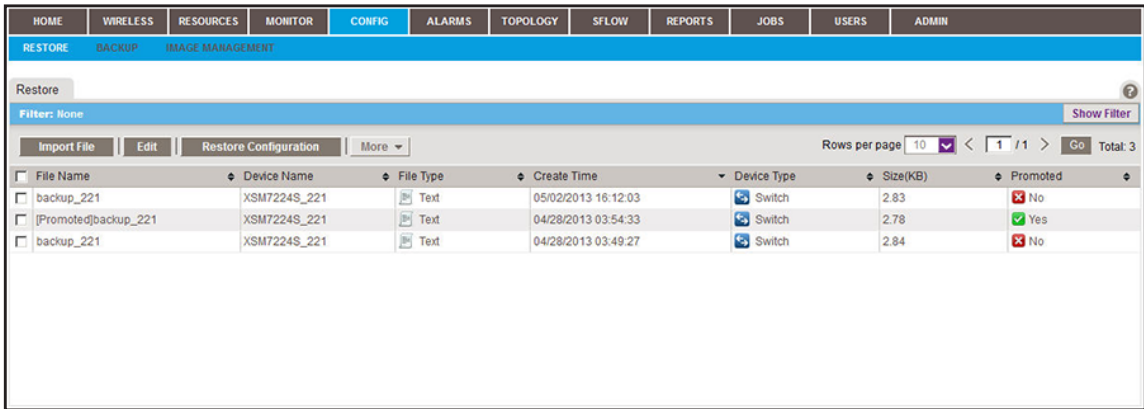 HOME WIRELESS RESOURCES MONITOR CONFIG ALARMS TOPOLOGY SFLOW REPORTS JOBS USERS ADMIN
RESTORE BACKUP IMAGE MANAGEMENT
Restore
Filter: None Show Filter
Import File Edit Restore Configuration More Rows per page 10 < 1 / 1 > Go Total: 3
File Name Device Name File Type Create Time Device Type Size(KB) Promoted
backup_221 XSM7224S_221 Text 05/02/2013 16:12:03 Switch 2.83 No
[Promoted]backup_221 XSM7224S_221 Text 04/28/2013 03:54:33 Switch 2.78 Yes
backup_221 XSM7224S_221 Text 04/28/2013 03:49:27 Switch 2.84 No